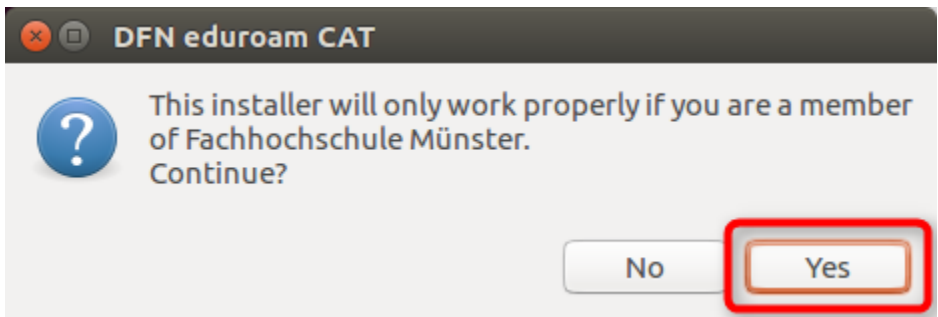 DFN eduroam CAT
This installer will only work properly if you are a member
of Fachhochschule Münster.
Continue?
No
Yes